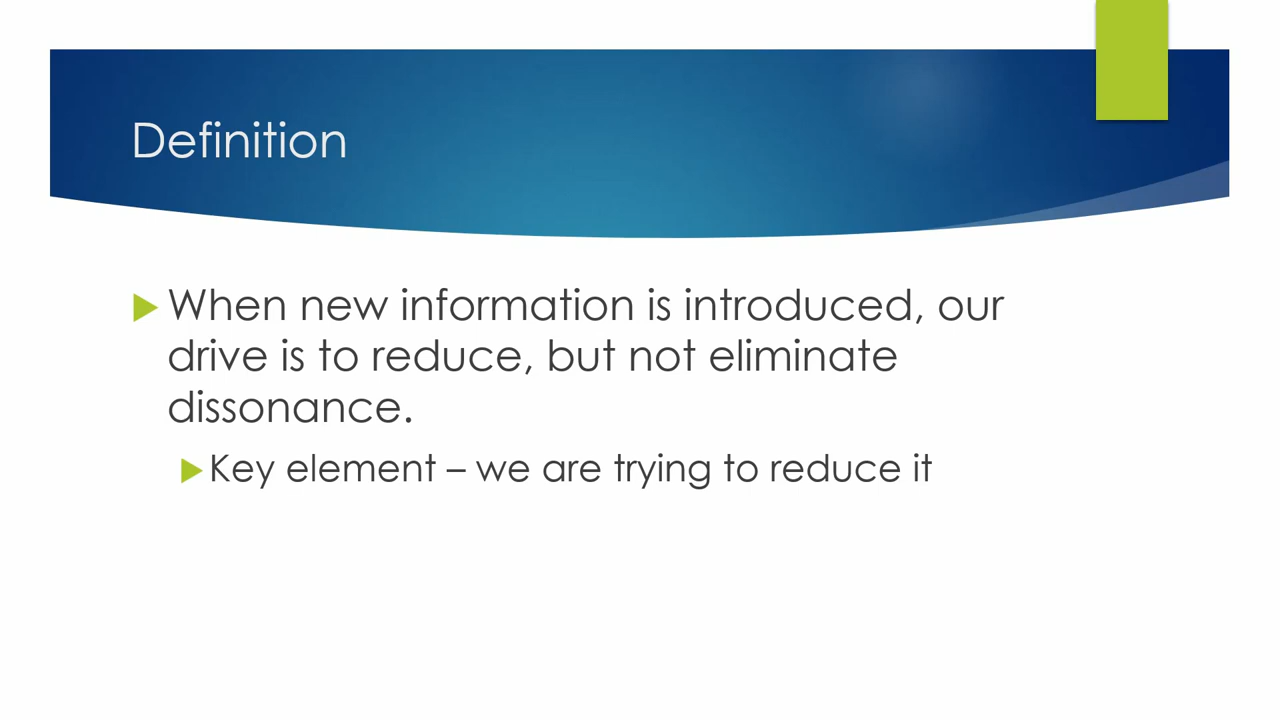 Definition
When new information is introduced, our
drive is to reduce, but not eliminate
dissonance.
Key element – we are trying to reduce it